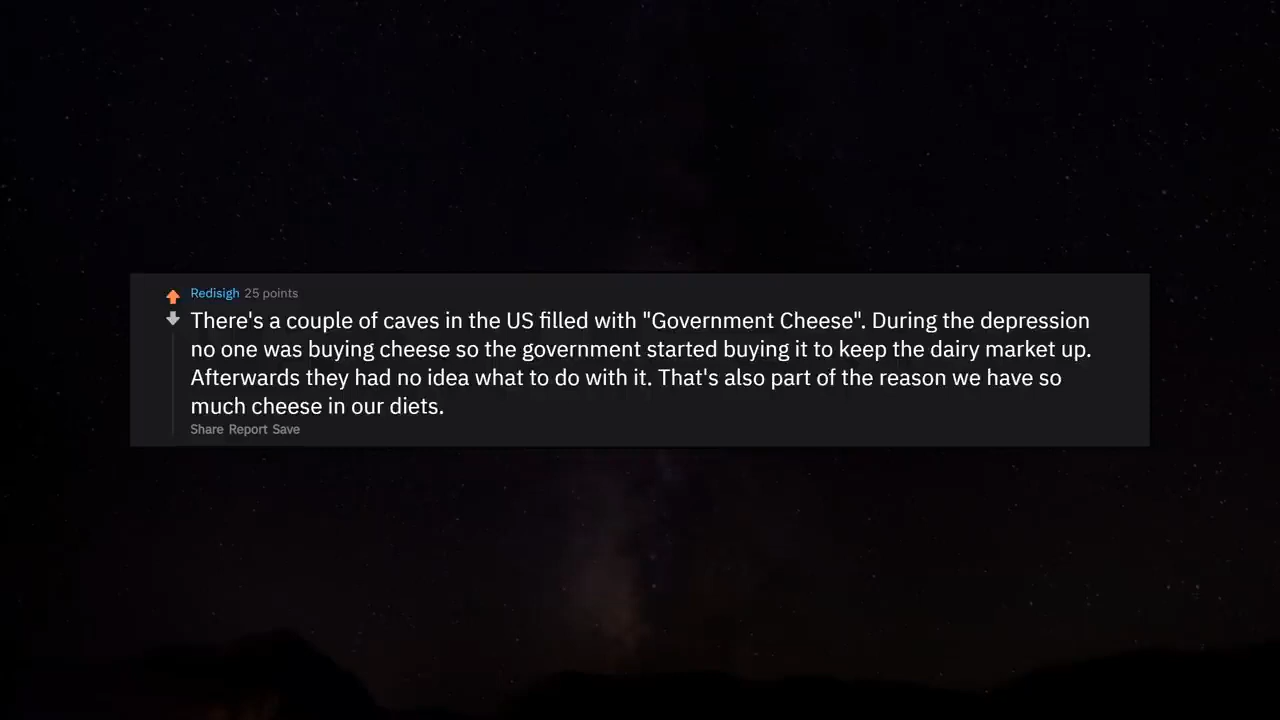 Redisigh 25 points
There's a couple of caves in the US filled with "Government Cheese". During the depression
no one was buying cheese so the government started buying it to keep the dairy market up.
Afterwards they had no idea what to do with it. That's also part of the reason we have so
much cheese in our diets.
Share Report Save